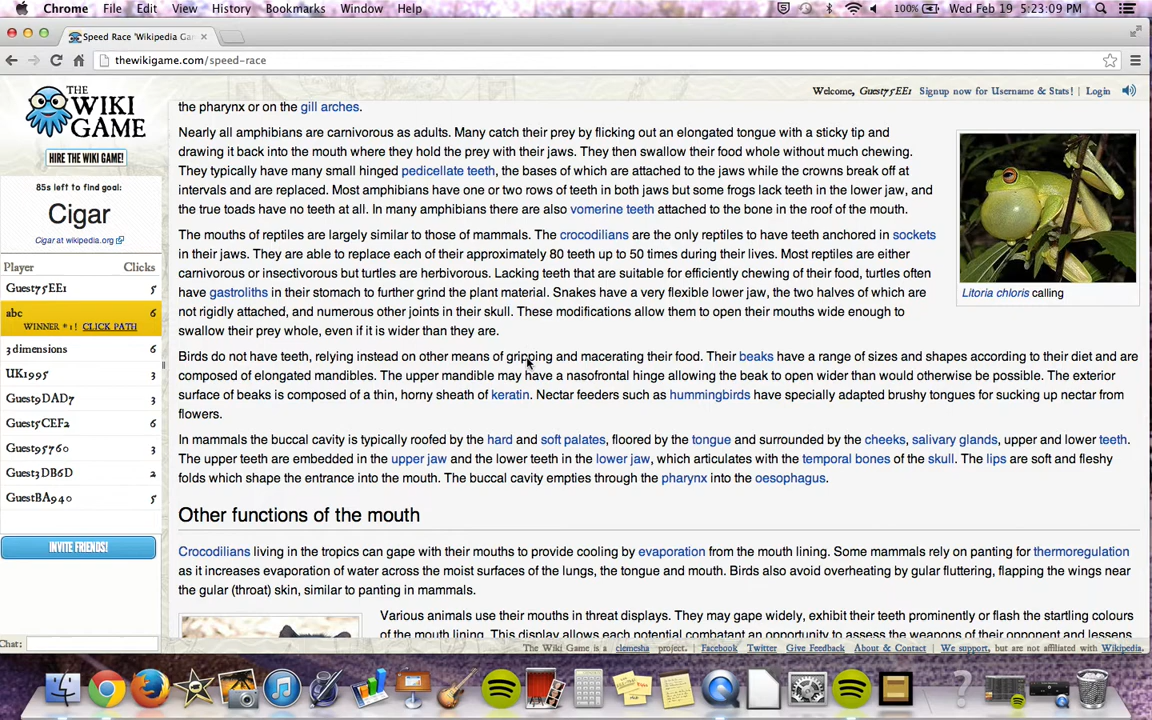 Chrome File Edit View History Bookmarks Window Help 100% Wed Feb 19 5:23:09 PM
Speed Race 'Wikipedia Ga
thewikigame.com/speed-race
Welcome, Guest75EE1 Signup now for Username & Stats! | Login
THE
WIKI
GAME
HIRE THE WIKI GAME!
85s left to find goal:
Cigar
Cigar at wikipedia.org
Player Clicks
Guest75EE1 5
abc 6
WINNER #1! CLICK PATH
3 dimensions 6
UK1995 3
Guest9DAD7 3
Guest5CEF2 6
Guest95760 3
Guest3DB6D 2
GuestBA940 5
INVITE FRIENDS!
Chat:
the pharynx or on the gill arches.
Nearly all amphibians are carnivorous as adults. Many catch their prey by flicking out an elongated tongue with a sticky tip and
drawing it back into the mouth where they hold the prey with their jaws. They then swallow their food whole without much chewing.
They typically have many small hinged pedicellate teeth, the bases of which are attached to the jaws while the crowns break off at
intervals and are replaced. Most amphibians have one or two rows of teeth in both jaws but some frogs lack teeth in the lower jaw, and
the true toads have no teeth at all. In many amphibians there are also vomerine teeth attached to the bone in the roof of the mouth.
The mouths of reptiles are largely similar to those of mammals. The crocodilians are the only reptiles to have teeth anchored in sockets
in their jaws. They are able to replace each of their approximately 80 teeth up to 50 times during their lives. Most reptiles are either
carnivorous or insectivorous but turtles are herbivorous. Lacking teeth that are suitable for efficiently chewing of their food, turtles often
have gastroliths in their stomach to further grind the plant material. Snakes have a very flexible lower jaw, the two halves of which are
not rigidly attached, and numerous other joints in their skull. These modifications allow them to open their mouths wide enough to
swallow their prey whole, even if it is wider than they are.
Litoria chloris calling
Birds do not have teeth, relying instead on other means of gripping and macerating their food. Their beaks have a range of sizes and shapes according to their diet and are
composed of elongated mandibles. The upper mandible may have a nasofrontal hinge allowing the beak to open wider than would otherwise be possible. The exterior
surface of beaks is composed of a thin, horny sheath of keratin. Nectar feeders such as hummingbirds have specially adapted brushy tongues for sucking up nectar from
flowers.
In mammals the buccal cavity is typically roofed by the hard and soft palates, floored by the tongue and surrounded by the cheeks, salivary glands, upper and lower teeth.
The upper teeth are embedded in the upper jaw and the lower teeth in the lower jaw, which articulates with the temporal bones of the skull. The lips are soft and fleshy
folds which shape the entrance into the mouth. The buccal cavity empties through the pharynx into the oesophagus.
Other functions of the mouth
Crocodilians living in the tropics can gape with their mouths to provide cooling by evaporation from the mouth lining. Some mammals rely on panting for thermoregulation
as it increases evaporation of water across the moist surfaces of the lungs, the tongue and mouth. Birds also avoid overheating by gular fluttering, flapping the wings near
the gular (throat) skin, similar to panting in mammals.
Various animals use their mouths in threat displays. They may gape widely, exhibit their teeth prominently or flash the startling colours
of the mouth lining. This display allows each potential combatant an opportunity to assess the weapons of their opponent and lessens
The Wiki Game is a clemesha project. | Facebook Twitter Give Feedback About & Contact | We support, but are not affiliated with Wikipedia.